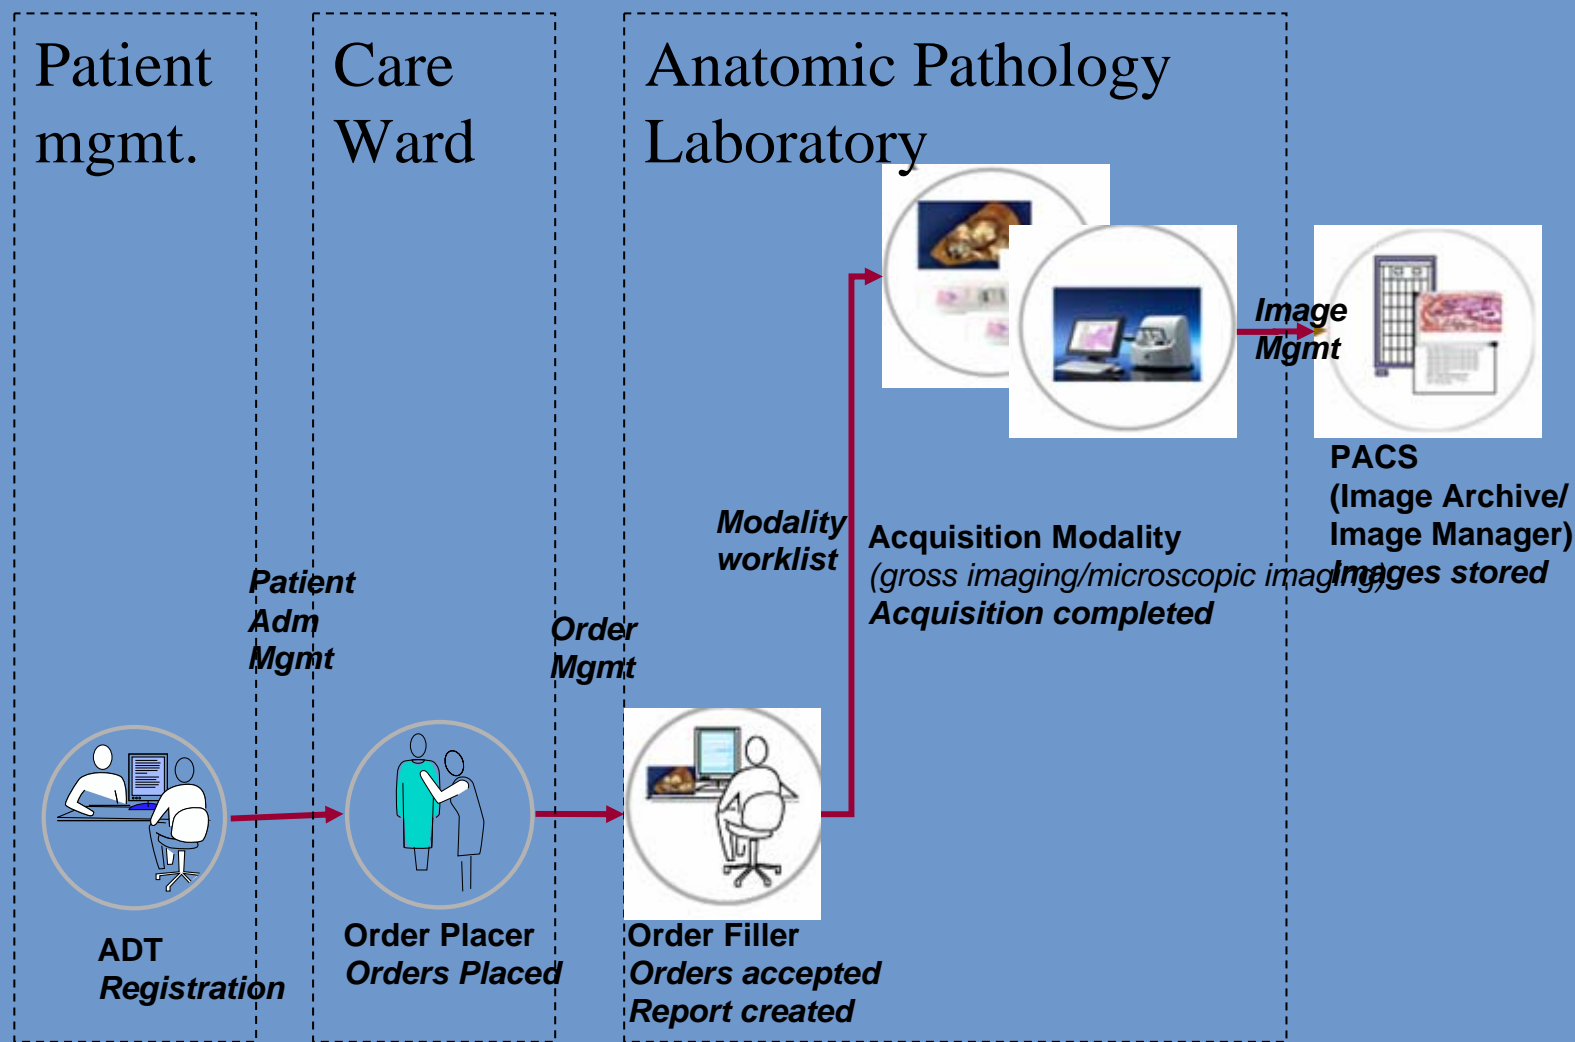 Patient
mgmt.
Care
Ward
Anatomic Pathology
Laboratory
Image
Mgmt
PACS
(Image Archive/
Image Manager)
Images stored
Modality
worklist
Acquisition Modality
(gross imaging/microscopic imaging)
Acquisition completed
Patient
Adm
Mgmt
Order
Mgmt
ADT
Registration
Order Placer
Orders Placed
Order Filler
Orders accepted
Report created